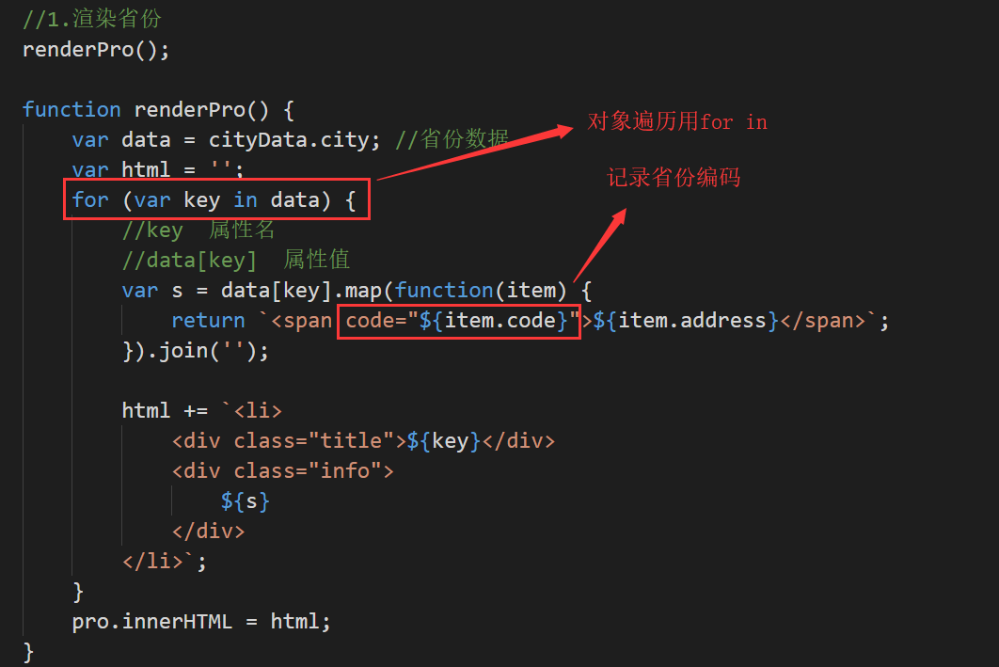 //1.渲染省份
renderPro();
function renderPro() {
对象遍历用for in
var data = cityData.city; //省份数据
var html = '';
记录省份编码
for (var key in data) {
//key  属性名
//data[key]  属性值
var s = data[key].map(function(item) {
return `<span code="${item.code}">${item.address}</span>`;
}).join('');
html += `<li>
<div class="title">${key}</div>
<div class="info">
${s}
</div>
</li>`;
}
pro.innerHTML = html;
}